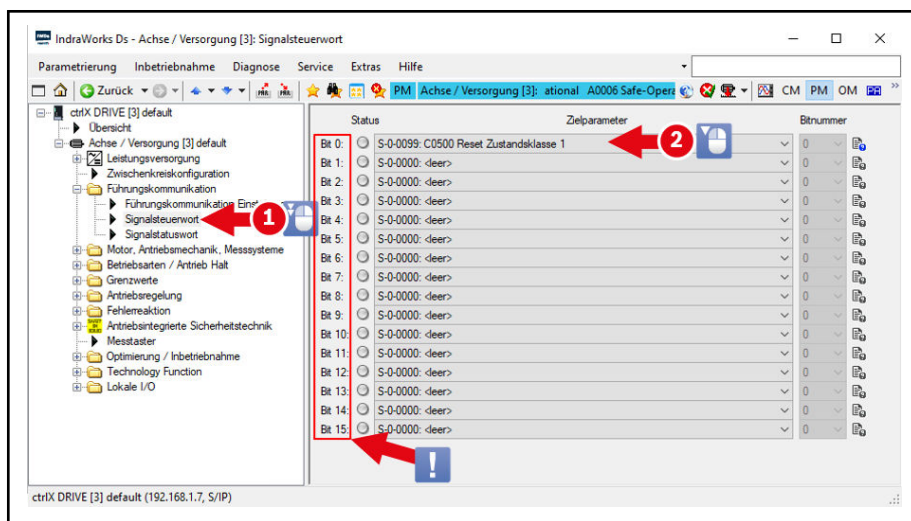 IndraWorks Ds - Achse / Versorgung [3]: Signalsteuerwort
Parametrierung Inbetriebnahme Diagnose Service Extras Hilfe
Zurück PM Achse / Versorgung [3]: ational A0006 Safe-Opera CM PM OM
ctrlX DRIVE [3] default
Übersicht
Achse / Versorgung [3] default
Leistungsversorgung
Zwischenkreiskonfiguration
Führungskommunikation
Führungskommunikation
Signalsteuerwort
Signalstatuswort
Motor, Antriebsmechanik, Messsysteme
Betriebsarten / Antrieb Halt
Grenzwerte
Antriebsregelung
Fehlerreaktion
Antriebsintegrierte Sicherheitstechnik
Messtaster
Optimierung / Inbetriebnahme
Technology Function
Lokale I/O
1
Status Zielparameter Bitnummer
Bit 0: S-0-0099: C0500 Reset Zustandsklasse 1 2 0
Bit 1: S-0-0000: <leer> 0
Bit 2: S-0-0000: <leer> 0
Bit 3: S-0-0000: <leer> 0
Bit 4: S-0-0000: <leer> 0
Bit 5: S-0-0000: <leer> 0
Bit 6: S-0-0000: <leer> 0
Bit 7: S-0-0000: <leer> 0
Bit 8: S-0-0000: <leer> 0
Bit 9: S-0-0000: <leer> 0
Bit 10: S-0-0000: <leer> 0
Bit 11: S-0-0000: <leer> 0
Bit 12: S-0-0000: <leer> 0
Bit 13: S-0-0000: <leer> 0
Bit 14: S-0-0000: <leer> 0
Bit 15: S-0-0000: <leer> 0
!
ctrlX DRIVE [3] default (192.168.1.7, S/IP)